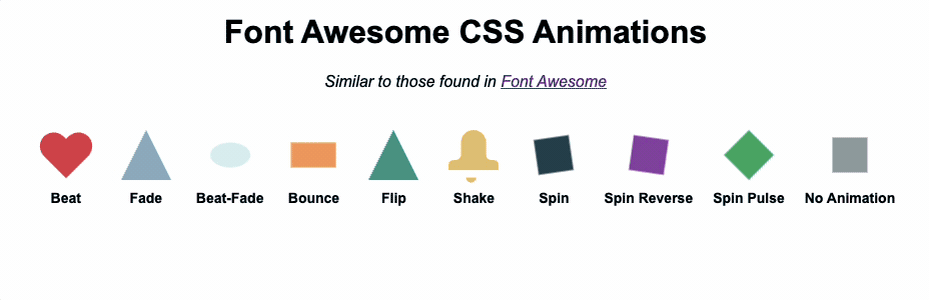 Font Awesome CSS Animations
Similar to those found in Font Awesome
Beat Fade Beat-Fade Bounce Flip Shake Spin Spin Reverse Spin Pulse No Animation